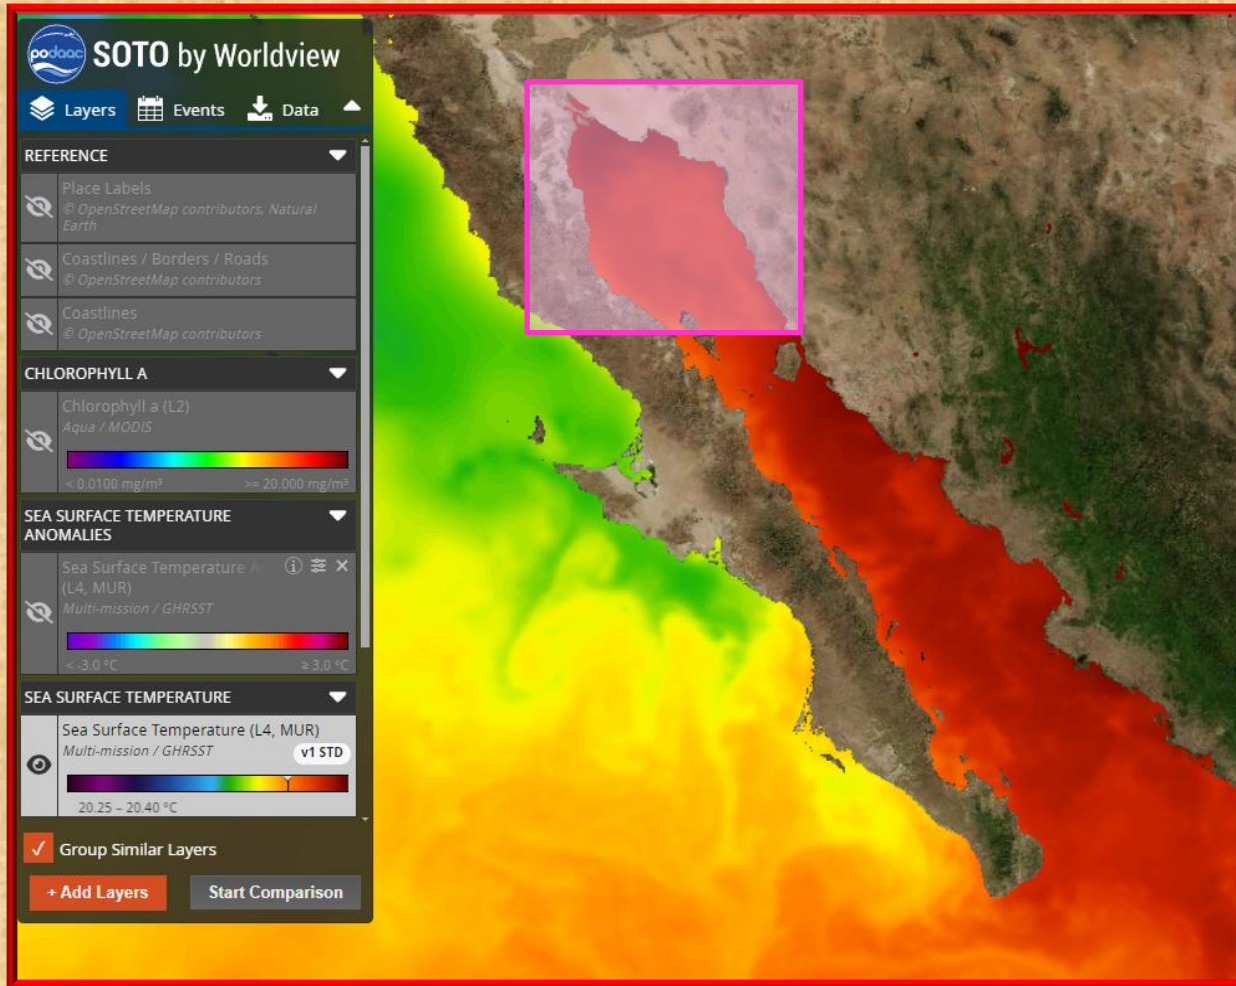 podaac SOTO by Worldview
Layers Events Data
REFERENCE
Place Labels
© OpenStreetMap contributors, Natural
Earth
Coastlines / Borders / Roads
© OpenStreetMap contributors
Coastlines
© OpenStreetMap contributors
CHLOROPHYLL A
Chlorophyll a (L2)
Aqua / MODIS
< 0.0100 mg/m³ >= 20.000 mg/m³
SEA SURFACE TEMPERATURE
ANOMALIES
Sea Surface Temperature
(L4, MUR)
Multi-mission / GHRSST
< -3.0 °C ≥ 3.0 °C
SEA SURFACE TEMPERATURE
Sea Surface Temperature (L4, MUR)
Multi-mission / GHRSST v1 STD
20.25 – 20.40 °C
Group Similar Layers
+ Add Layers Start Comparison